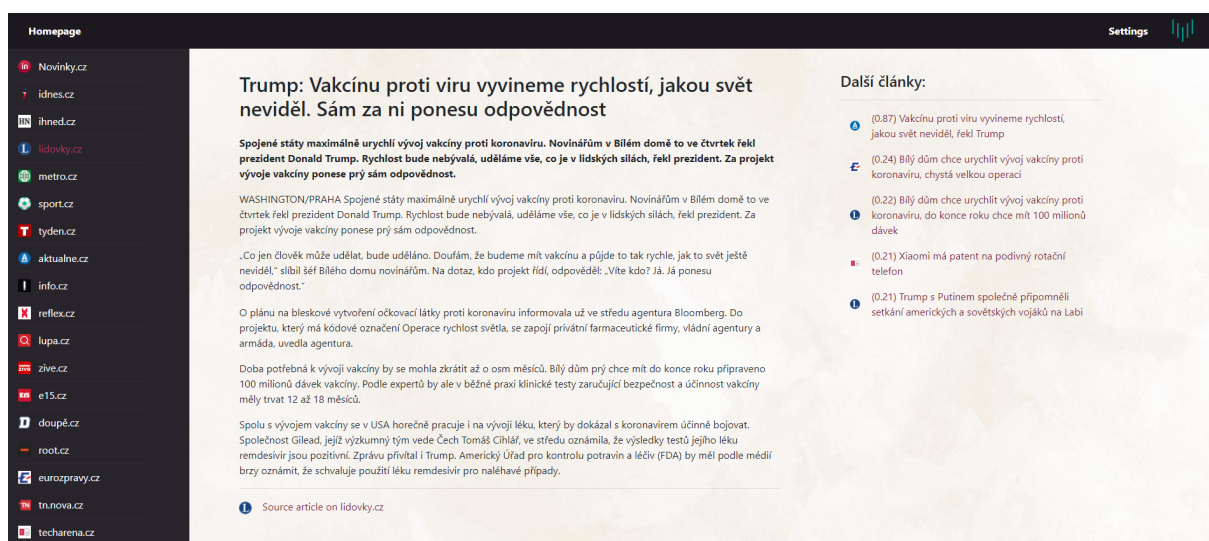 Homepage
Settings
in Novinky.cz
idnes.cz
HN ihned.cz
L lidovky.cz
metro.cz
sport.cz
T tyden.cz
aktualne.cz
I info.cz
X reflex.cz
lupa.cz
živě zive.cz
E15 e15.cz
D doupě.cz
root.cz
eurozpravy.cz
TN tn.nova.cz
techarena.cz
Trump: Vakcínu proti viru vyvineme rychlostí, jakou svět
neviděl. Sám za ni ponesu odpovědnost
Spojené státy maximálně urychlí vývoj vakcíny proti koronaviru. Novinářům v Bílém domě to ve čtvrtek řekl
prezident Donald Trump. Rychlost bude nebývalá, uděláme vše, co je v lidských silách, řekl prezident. Za projekt
vývoje vakcíny ponese prý sám odpovědnost.
WASHINGTON/PRAHA Spojené státy maximálně urychlí vývoj vakcíny proti koronaviru. Novinářům v Bílém domě to ve
čtvrtek řekl prezident Donald Trump. Rychlost bude nebývalá, uděláme vše, co je v lidských silách, řekl prezident. Za
projekt vývoje vakcíny ponese prý sám odpovědnost.
„Co jen člověk může udělat, bude uděláno. Doufám, že budeme mít vakcínu a půjde to tak rychle, jak to svět ještě
neviděl,“ slíbil šéf Bílého domu novinářům. Na dotaz, kdo projekt řídí, odpověděl: „Víte kdo? Já. Já ponesu
odpovědnost.“
O plánu na bleskové vytvoření očkovací látky proti koronaviru informovala už ve středu agentura Bloomberg. Do
projektu, který má kódové označení Operace rychlost světla, se zapojí privátní farmaceutické firmy, vládní agentury a
armáda, uvedla agentura.
Doba potřebná k vývoji vakcíny by se mohla zkrátit až o osm měsíců. Bílý dům prý chce mít do konce roku připraveno
100 milionů dávek vakcíny. Podle expertů by ale v běžné praxi klinické testy zaručující bezpečnost a účinnost vakcíny
měly trvat 12 až 18 měsíců.
Spolu s vývojem vakcíny se v USA horečně pracuje i na vývoji léku, který by dokázal s koronavirem účinně bojovat.
Společnost Gilead, jejíž výzkumný tým vede Čech Tomáš Cihlář, ve středu oznámila, že výsledky testů jejího léku
remdesivir jsou pozitivní. Zprávu přivítal i Trump. Americký Úřad pro kontrolu potravin a léčiv (FDA) by měl podle médií
brzy oznámit, že schvaluje použití léku remdesivir pro naléhavé případy.
L Source article on lidovky.cz
Další články:
(0.87) Vakcínu proti viru vyvineme rychlostí,
jakou svět neviděl, řekl Trump
(0.24) Bílý dům chce urychlit vývoj vakcíny proti
koronaviru, chystá velkou operaci
(0.22) Bílý dům chce urychlit vývoj vakcíny proti
L koronaviru, do konce roku chce mít 100 milionů
dávek
(0.21) Xiaomi má patent na podivný rotační
telefon
(0.21) Trump s Putinem společně připomněli
L setkání amerických a sovětských vojáků na Labi